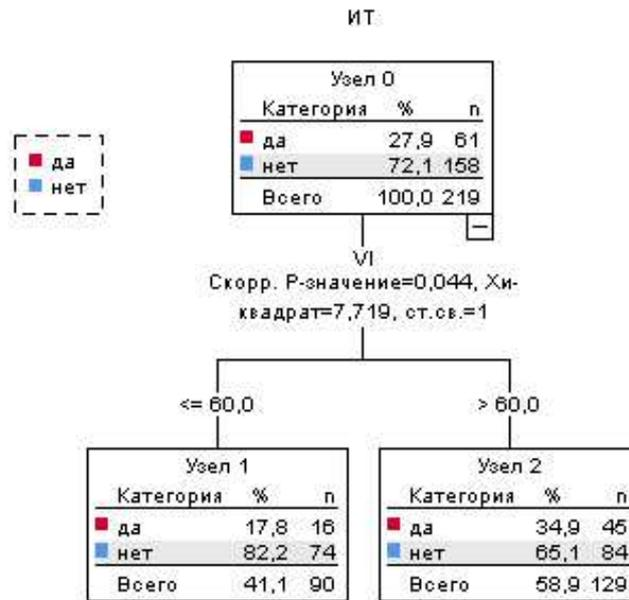 ИТ
Узел 0
Категория % n
да 27,9 61
нет 72,1 158
Всего 100,0 219
да
нет
VI
Скорр. Р-значение=0,044, Хи-
квадрат=7,719, ст.св.=1
<= 60,0
> 60,0
Узел 1
Категория % n
да 17,8 16
нет 82,2 74
Всего 41,1 90
Узел 2
Категория % n
да 34,9 45
нет 65,1 84
Всего 58,9 129